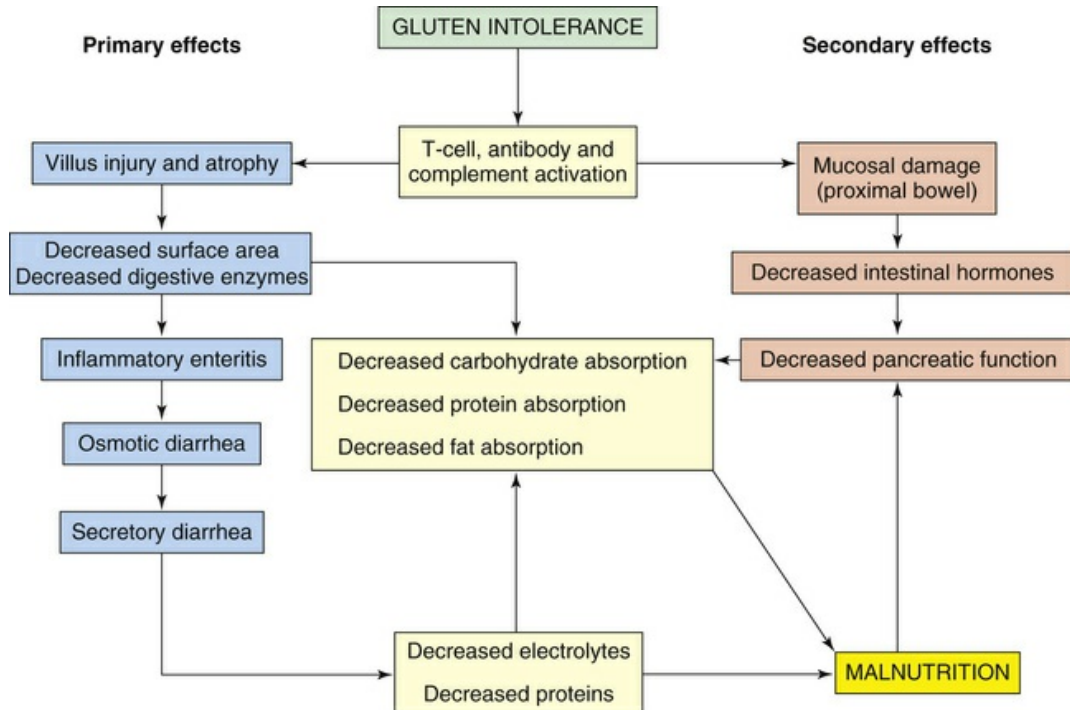 GLUTEN INTOLERANCE
Primary effects
Secondary effects
T-cell, antibody and
complement activation
Villus injury and atrophy
Mucosal damage
(proximal bowel)
Decreased surface area
Decreased digestive enzymes
Decreased intestinal hormones
Inflammatory enteritis
Decreased carbohydrate absorption
Decreased protein absorption
Decreased fat absorption
Decreased pancreatic function
Osmotic diarrhea
Secretory diarrhea
Decreased electrolytes
Decreased proteins
MALNUTRITION